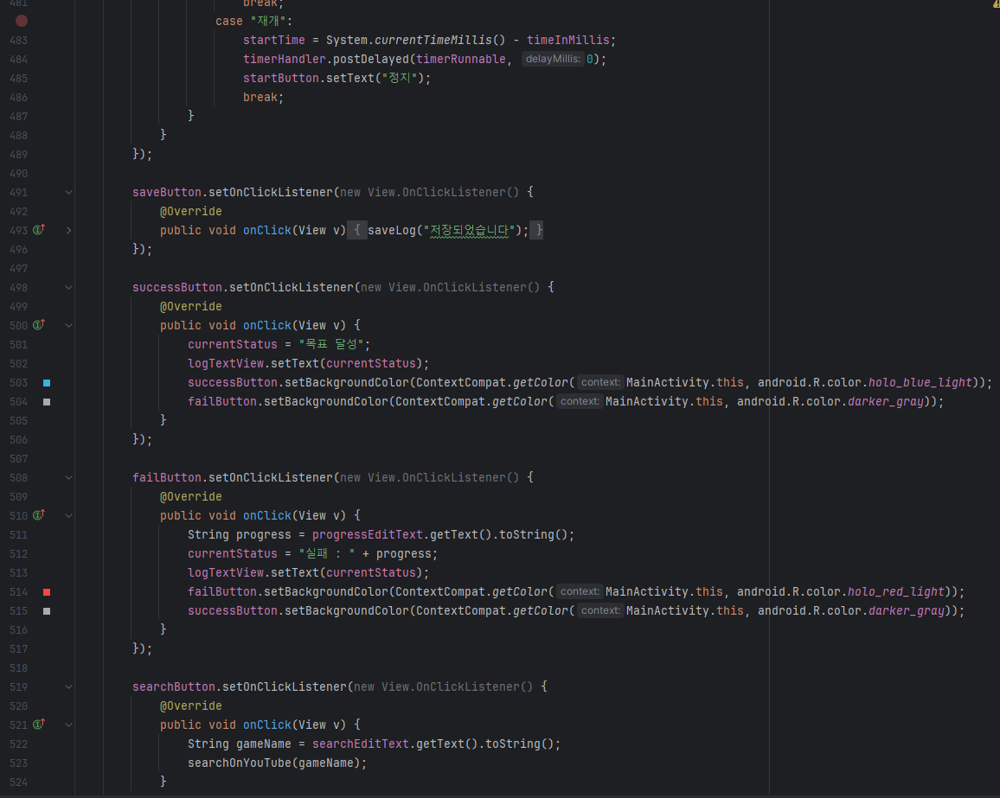 481 break;
case "재개":
483 startTime = System.currentTimeMillis() - timeInMillis;
484 timerHandler.postDelayed(timerRunnable, delayMillis: 0);
485 startButton.setText("정지");
486 break;
487 }
488 }
489 });
490
491 saveButton.setOnClickListener(new View.OnClickListener() {
492 @Override
493 public void onClick(View v) { saveLog("저장되었습니다"); }
496 });
497
498 successButton.setOnClickListener(new View.OnClickListener() {
499 @Override
500 public void onClick(View v) {
501 currentStatus = "목표 달성";
502 logTextView.setText(currentStatus);
503 successButton.setBackgroundColor(ContextCompat.getColor( context: MainActivity.this, android.R.color.holo_blue_light));
504 failButton.setBackgroundColor(ContextCompat.getColor( context: MainActivity.this, android.R.color.darker_gray));
505 }
506 });
507
508 failButton.setOnClickListener(new View.OnClickListener() {
509 @Override
510 public void onClick(View v) {
511 String progress = progressEditText.getText().toString();
512 currentStatus = "실패 : " + progress;
513 logTextView.setText(currentStatus);
514 failButton.setBackgroundColor(ContextCompat.getColor( context: MainActivity.this, android.R.color.holo_red_light));
515 successButton.setBackgroundColor(ContextCompat.getColor( context: MainActivity.this, android.R.color.darker_gray));
516 }
517 });
518
519 searchButton.setOnClickListener(new View.OnClickListener() {
520 @Override
521 public void onClick(View v) {
522 String gameName = searchEditText.getText().toString();
523 searchOnYouTube(gameName);
524 }